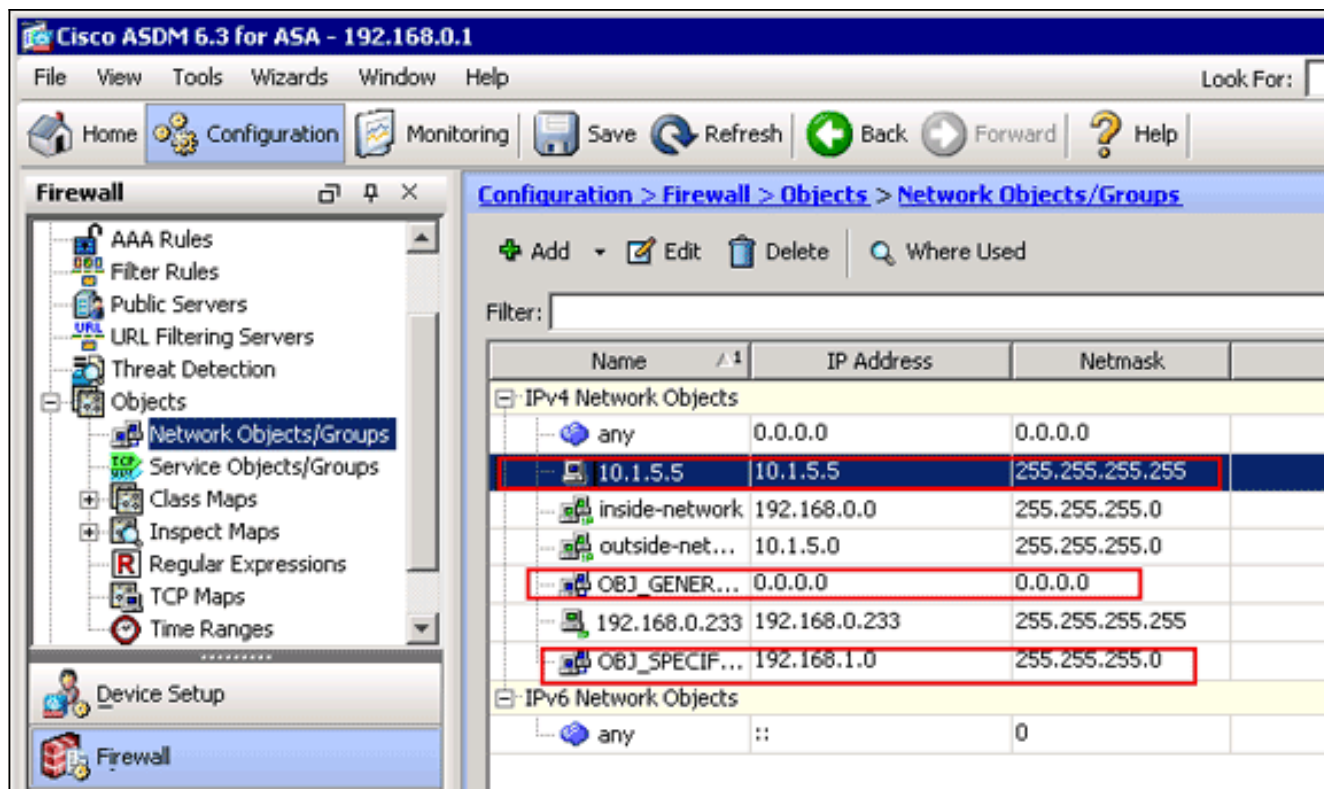 Cisco ASDM 6.3 for ASA - 192.168.0.1
File View Tools Wizards Window Help Look For:
Home Configuration Monitoring Save Refresh Back Forward Help
Firewall
AAA Rules
Filter Rules
Public Servers
URL Filtering Servers
Threat Detection
Objects
Network Objects/Groups
TCP Service Objects/Groups
Class Maps
Inspect Maps
R Regular Expressions
TCP Maps
Time Ranges
Device Setup
Firewall
Configuration > Firewall > Objects > Network Objects/Groups
Add Edit Delete Where Used
Filter:
Name 1 IP Address Netmask
IPv4 Network Objects
any 0.0.0.0 0.0.0.0
10.1.5.5 10.1.5.5 255.255.255.255
inside-network 192.168.0.0 255.255.255.0
outside-net... 10.1.5.0 255.255.255.0
OBJ_GENER... 0.0.0.0 0.0.0.0
192.168.0.233 192.168.0.233 255.255.255.255
OBJ_SPECIF... 192.168.1.0 255.255.255.0
IPv6 Network Objects
any :: 0